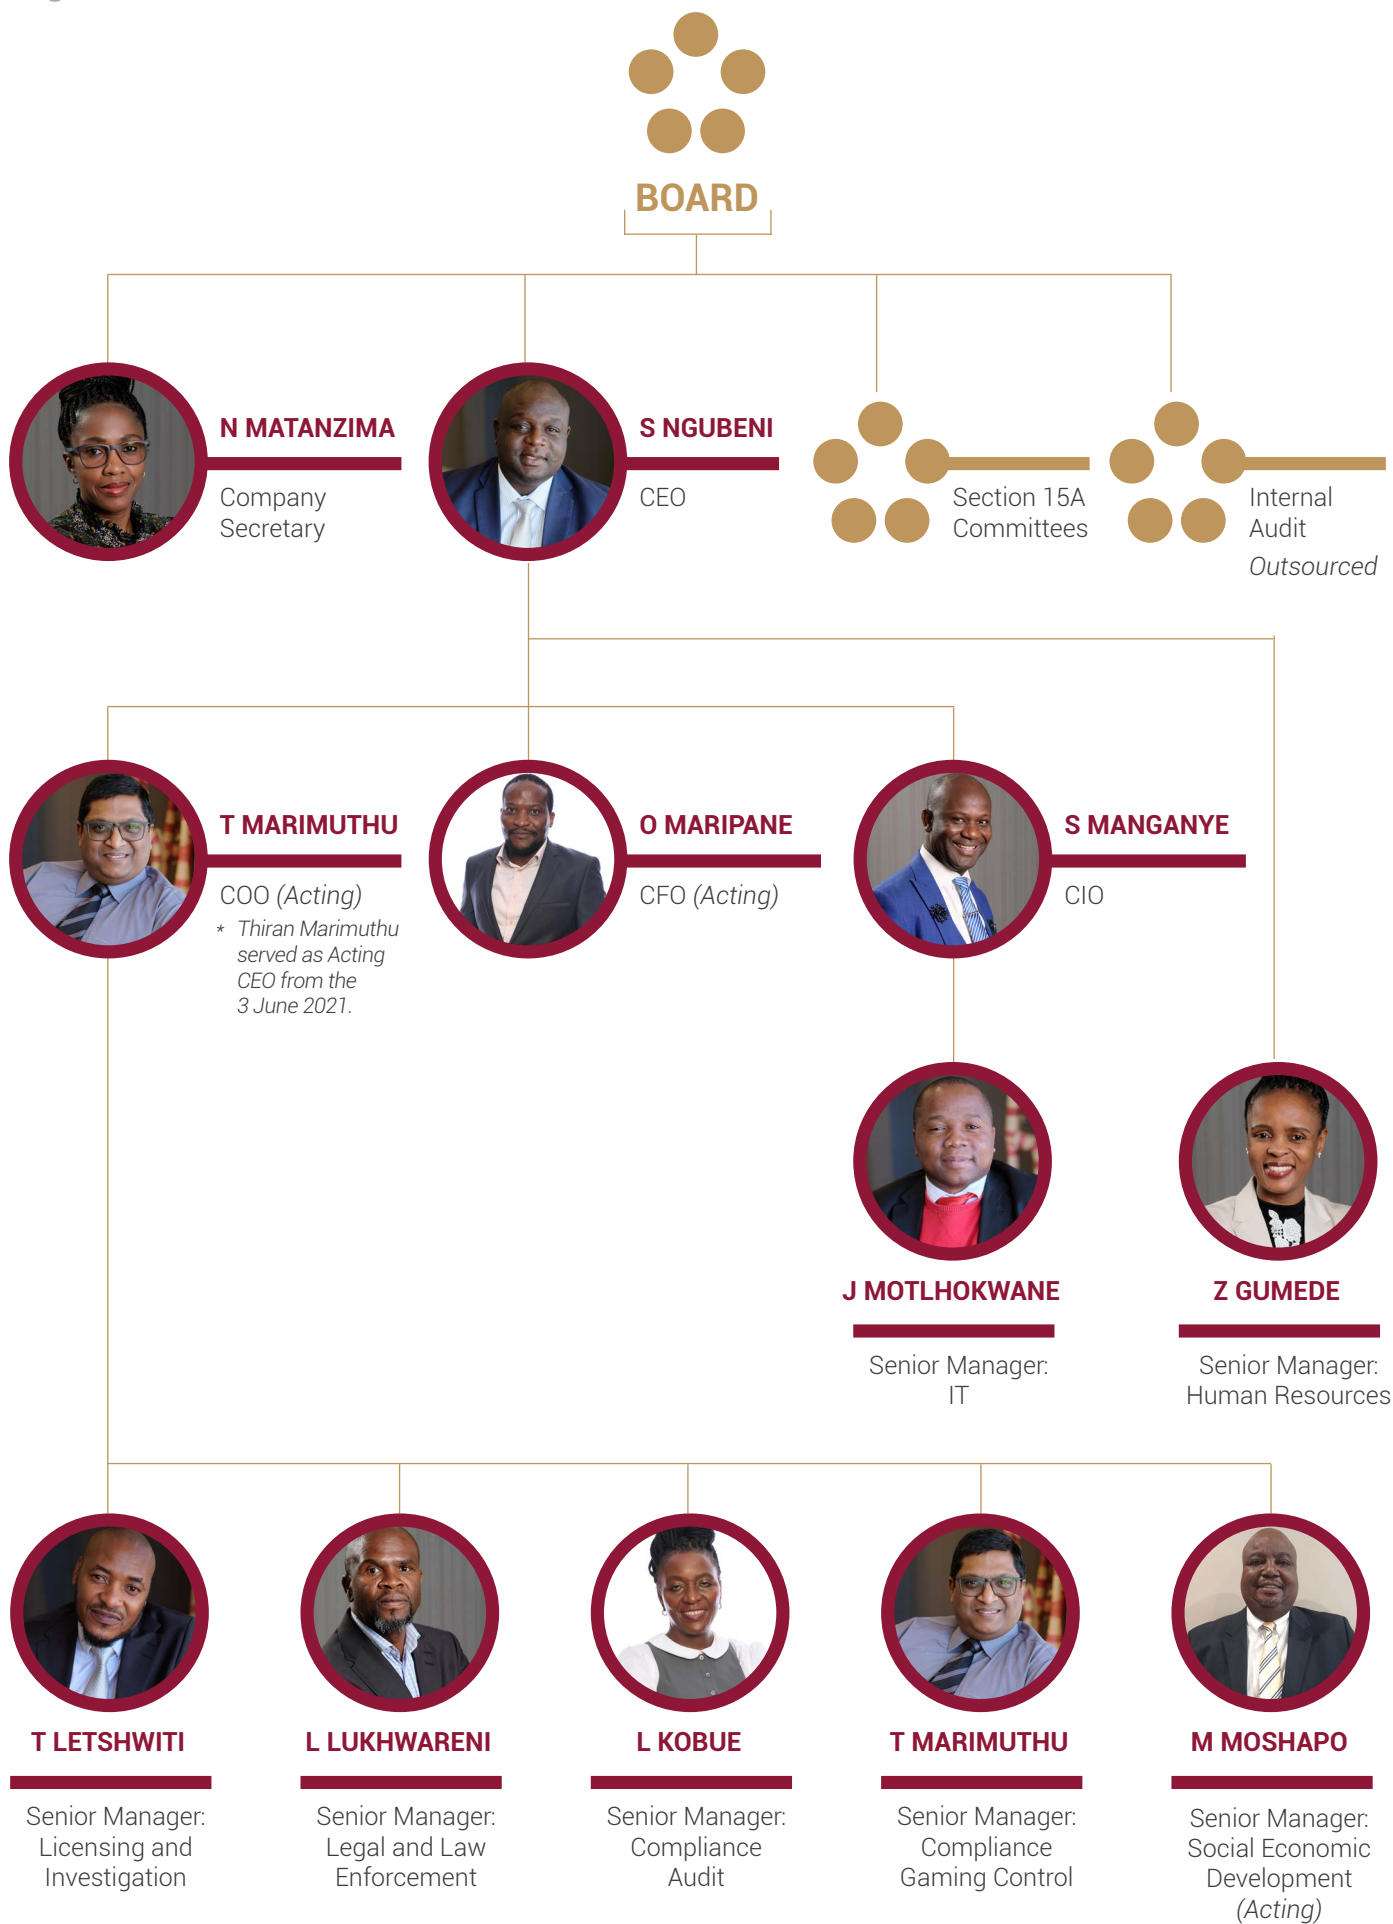 BOARD
N MATANZIMA
Company
Secretary
S NGUBENI
CEO
Section 15A
Committees
Internal
Audit
Outsourced
T MARIMUTHU
COO (Acting)
* Thiran Marimuthu
served as Acting
CEO from the
3 June 2021.
O MARIPANE
CFO (Acting)
S MANGANYE
CIO
J MOTLHOKWANE
Senior Manager:
IT
Z GUMEDE
Senior Manager:
Human Resources
T LETSHWITI
Senior Manager:
Licensing and
Investigation
L LUKHWARENI
Senior Manager:
Legal and Law
Enforcement
L KOBUE
Senior Manager:
Compliance
Audit
T MARIMUTHU
Senior Manager:
Compliance
Gaming Control
M MOSHAPO
Senior Manager:
Social Economic
Development
(Acting)